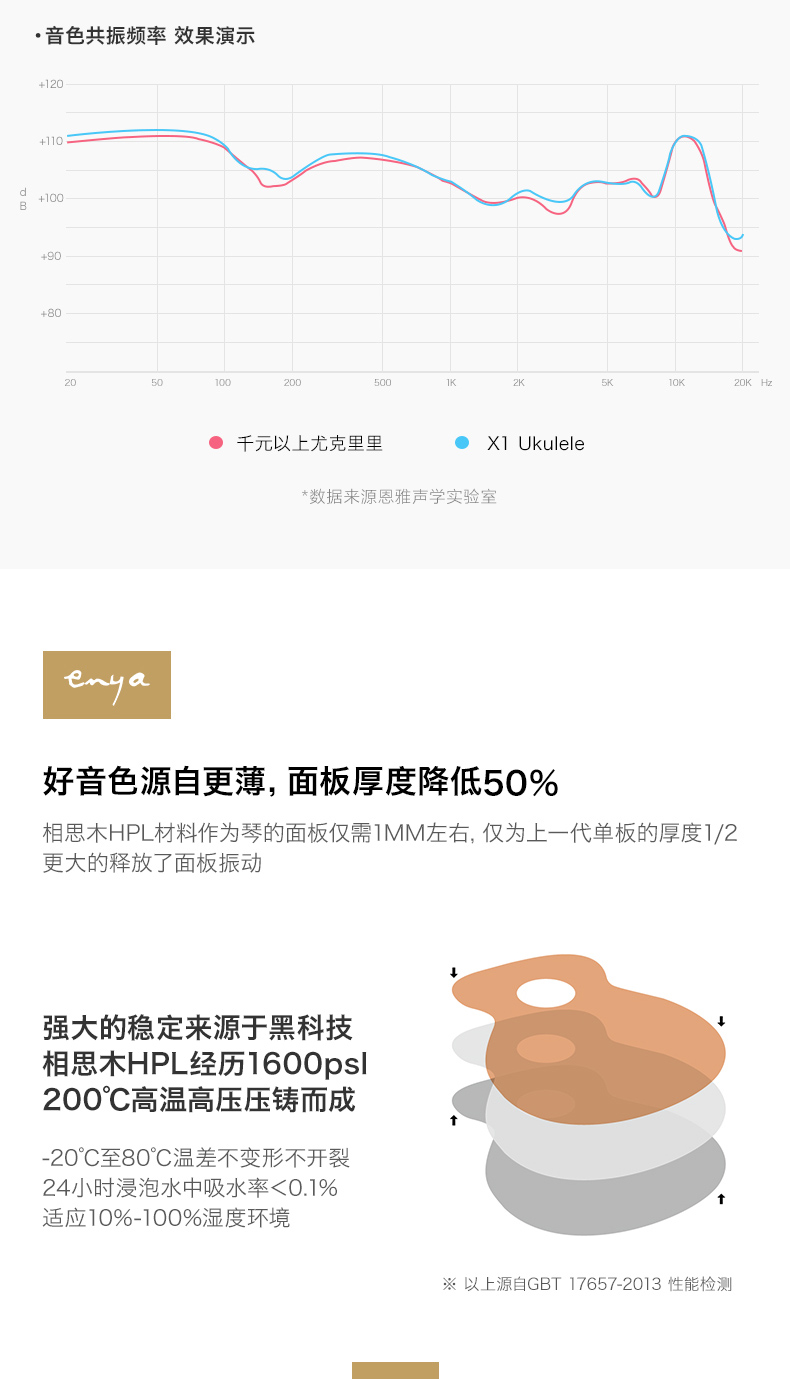 ·音色共振频率 效果演示
+120
+110
+100
+90
+80
dB
20 50 100 200 500 1K 2K 5K 10K 20K Hz
千元以上尤克里里 X1 Ukulele
*数据来源恩雅声学实验室
enya
好音色源自更薄, 面板厚度降低50%
相思木HPL材料作为琴的面板仅需1MM左右, 仅为上一代单板的厚度1/2
更大的释放了面板振动
强大的稳定来源于黑科技
相思木HPL经历1600psl
200℃高温高压压铸而成
-20℃至80℃温差不变形不开裂
24小时浸泡水中吸水率<0.1%
适应10%-100%湿度环境
※ 以上源自GBT 17657-2013 性能检测